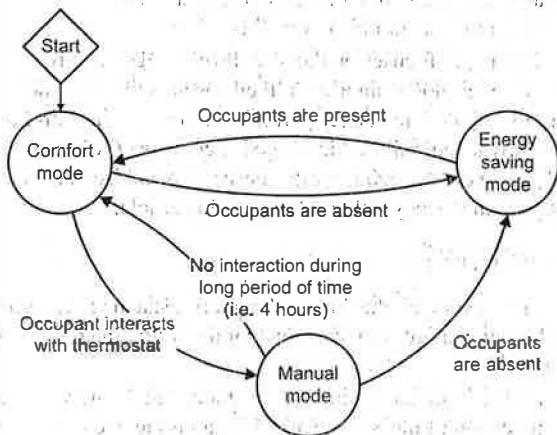 Start
Occupants are present
Comfort
mode
Energy
saving
mode
Occupants are absent
No interaction during
long period of time
(i.e. 4 hours)
Occupant interacts
with thermostat
Occupants
are absent
Manual
mode